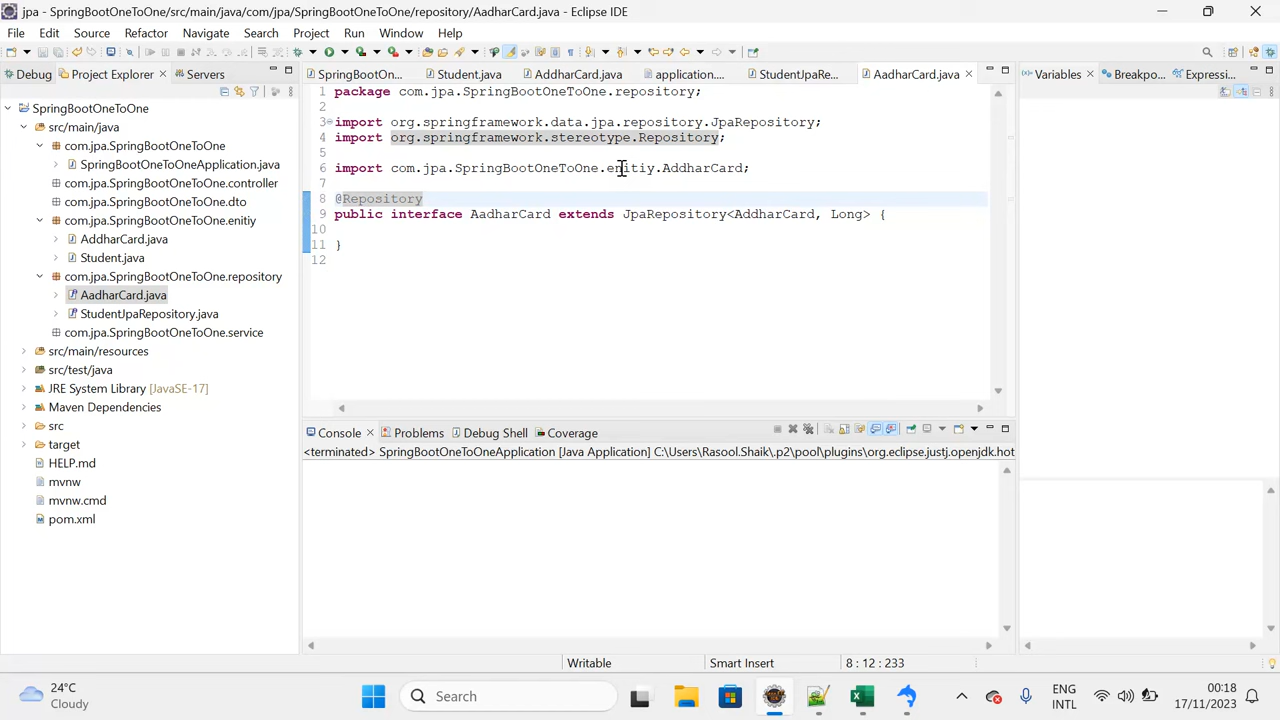 jpa - SpringBootOneToOne/src/main/java/com/jpa/SpringBootOneToOne/repository/AadharCard.java - Eclipse IDE
File Edit Source Refactor Navigate Search Project Run Window Help
Debug Project Explorer Servers
SpringBootOn... Student.java AddharCard.java application.... StudentJpaRe... AadharCard.java
Variables Breakpo... Expressi...
SpringBootOneToOne
src/main/java
com.jpa.SpringBootOneToOne
SpringBootOneToOneApplication.java
com.jpa.SpringBootOneToOne.controller
com.jpa.SpringBootOneToOne.dto
com.jpa.SpringBootOneToOne.enitiy
AddharCard.java
Student.java
com.jpa.SpringBootOneToOne.repository
AadharCard.java
StudentJpaRepository.java
com.jpa.SpringBootOneToOne.service
src/main/resources
src/test/java
JRE System Library [JavaSE-17]
Maven Dependencies
src
target
HELP.md
mvnw
mvnw.cmd
pom.xml
1 package com.jpa.SpringBootOneToOne.repository;
2
3 import org.springframework.data.jpa.repository.JpaRepository;
4 import org.springframework.stereotype.Repository;
5
6 import com.jpa.SpringBootOneToOne.enitiy.AddharCard;
7
8 @Repository
9 public interface AadharCard extends JpaRepository<AddharCard, Long> {
10
11 }
12
Console Problems Debug Shell Coverage
<terminated> SpringBootOneToOneApplication [Java Application] C:\Users\Rasool.Shaik\.p2\pool\plugins\org.eclipse.justj.openjdk.hot
Writable Smart Insert 8 : 12 : 233
24°C
Cloudy
Search
ENG
INTL
00:18
17/11/2023